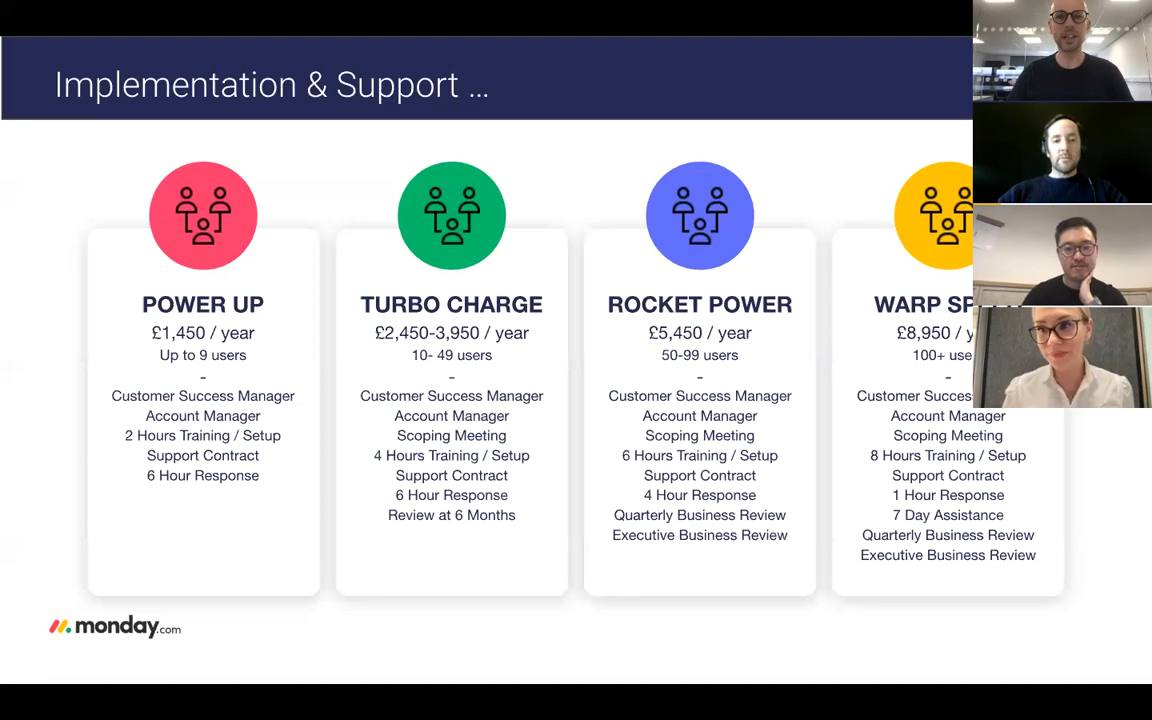 Implementation & Support ...
POWER UP
£1,450 / year
Up to 9 users
-
Customer Success Manager
Account Manager
2 Hours Training / Setup
Support Contract
6 Hour Response
TURBO CHARGE
£2,450-3,950 / year
10- 49 users
-
Customer Success Manager
Account Manager
Scoping Meeting
4 Hours Training / Setup
Support Contract
6 Hour Response
Review at 6 Months
ROCKET POWER
£5,450 / year
50-99 users
-
Customer Success Manager
Account Manager
Scoping Meeting
6 Hours Training / Setup
Support Contract
4 Hour Response
Quarterly Business Review
Executive Business Review
WARP
£8,950 /
100+
-
Customer Success
Account Manager
Scoping Meeting
8 Hours Training / Setup
Support Contract
1 Hour Response
7 Day Assistance
Quarterly Business Review
Executive Business Review
monday.com